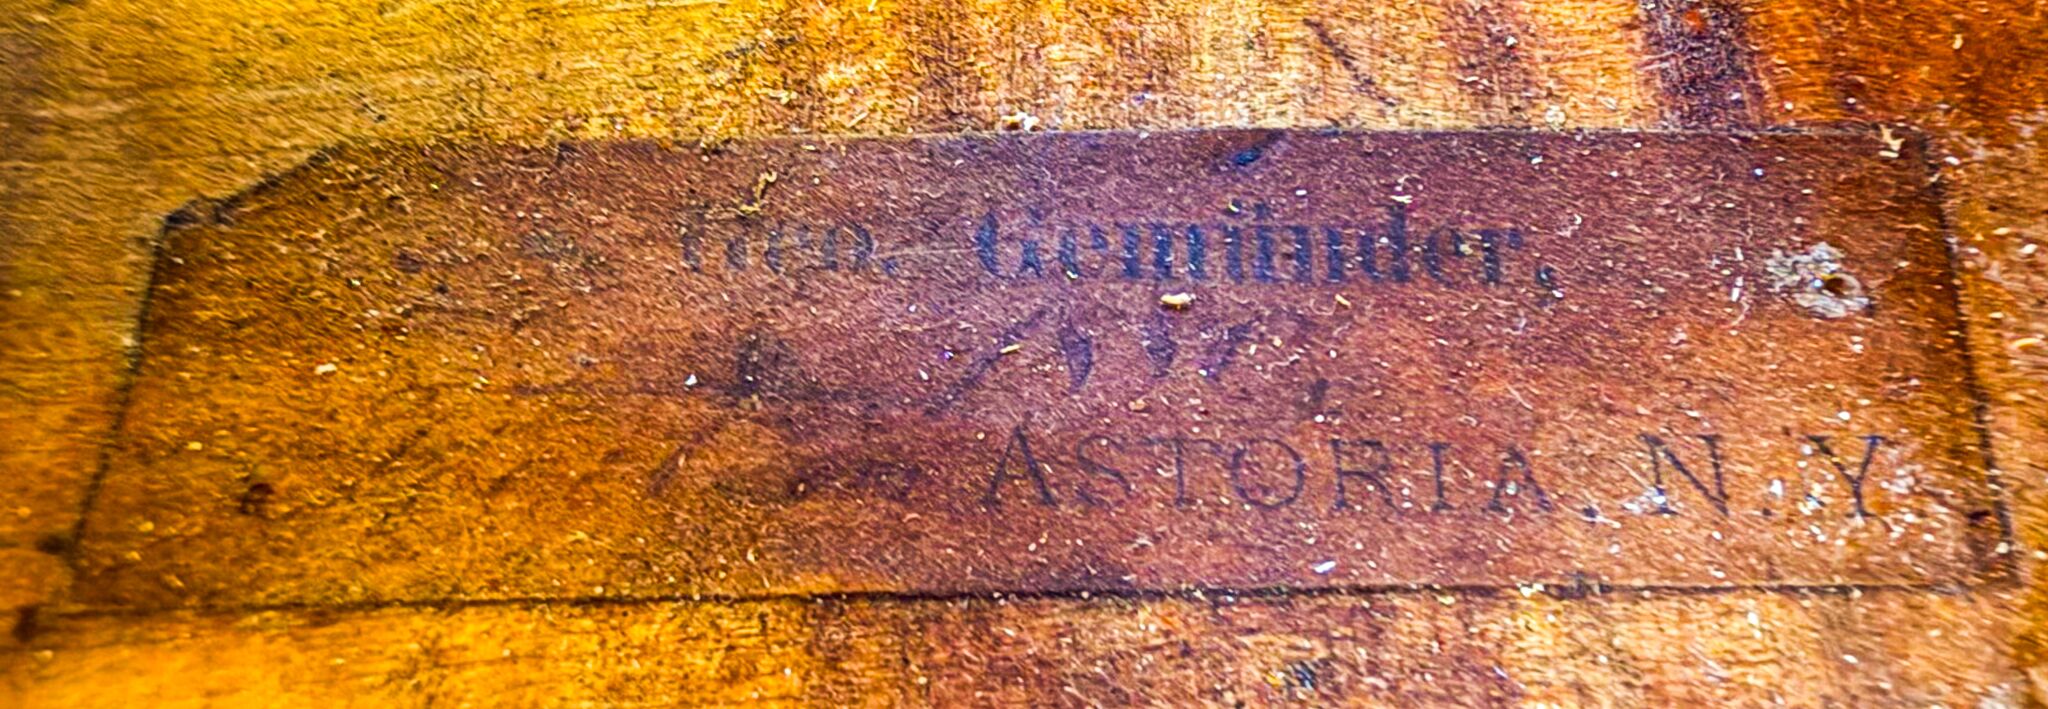 Geo. Gemünder,
ASTORIA, N.Y